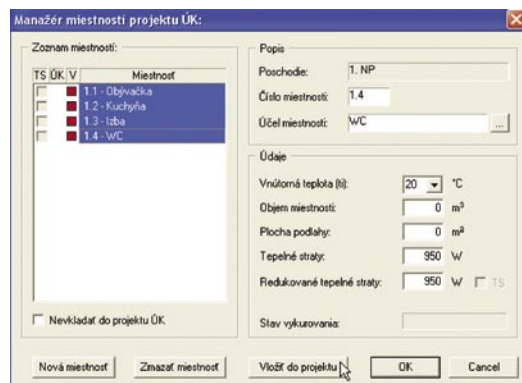 Manažér miestností projektu ÚK:
Zoznam miestností:
TS ÚK V Miestnosť
1.1 - Obývačka
1.2 - Kuchyňa
1.3 - Izba
1.4 - WC
Nevkladať do projektu ÚK
Popis
Poschodie: 1. NP
Číslo miestnosti: 1.4
Účel miestnosti: WC ...
Údaje
Vnútorná teplota (ti): 20 °C
Objem miestnosti: 0 m³
Plocha podlahy: 0 m²
Tepelné straty: 950 W
Redukované tepelné straty: 950 W TS
Stav vykurovania:
Nová miestnosť Zmazať miestnosť Vložiť do projektu OK Cancel